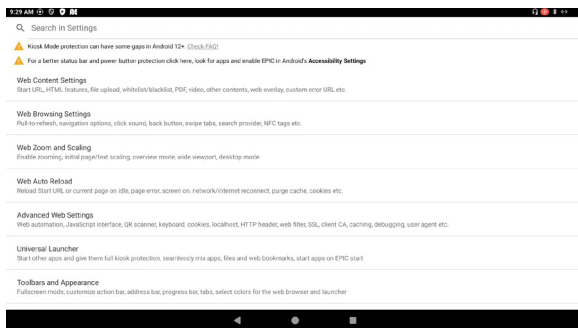 9:29 AM
Search in Settings
Kiosk Mode protection can have some gaps in Android 12+. Check FAQ!
For a better status bar and power button protection click here, look for apps and enable EPIC in Android's Accessibility Settings
Web Content Settings
Start URL, HTML features, file upload, whitelist/blacklist, PDF, video, other contents, web overlay, custom error URL etc.
Web Browsing Settings
Pull-to-refresh, navigation options, click sound, back button, swipe tabs, search provider, NFC tags etc.
Web Zoom and Scaling
Enable zooming, initial page/text scaling, overview mode, wide viewport, desktop mode
Web Auto Reload
Reload Start URL or current page on idle, page error, screen on, network/internet reconnect, purge cache, cookies etc.
Advanced Web Settings
Web automation, JavaScript interface, QR scanner, keyboard, cookies, localhost, HTTP header, web filter, SSL, client CA, caching, debugging, user agent etc.
Universal Launcher
Start other apps and give them full kiosk protection, seamlessly mix apps, files and web bookmarks, start apps on EPIC start
Toolbars and Appearance
Fullscreen mode, customize action bar, address bar, progress bar, tabs, select colors for the web browser and launcher